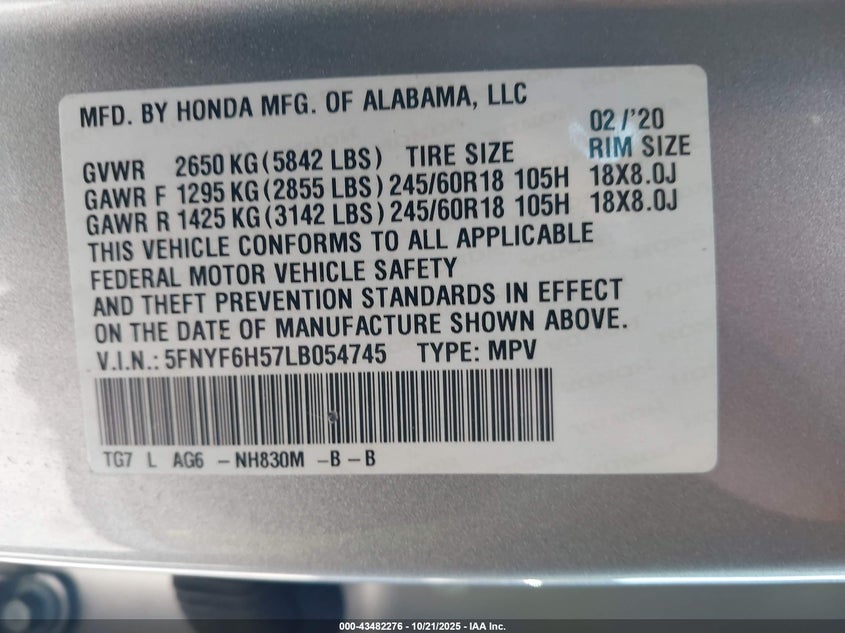 MFD. BY HONDA MFG. OF ALABAMA, LLC
02/'20
GVWR 2650 KG (5842 LBS) TIRE SIZE RIM SIZE
GAWR F 1295 KG (2855 LBS) 245/60R18 105H 18X8.0J
GAWR R 1425 KG (3142 LBS) 245/60R18 105H 18X8.0J
THIS VEHICLE CONFORMS TO ALL APPLICABLE
FEDERAL MOTOR VEHICLE SAFETY
AND THEFT PREVENTION STANDARDS IN EFFECT
ON THE DATE OF MANUFACTURE SHOWN ABOVE.
V.I.N.: 5FNYF6H57LB054745 TYPE: MPV
TG7 L AG6 - NH830M - B - B
000-43482276 - 10/21/2025 - IAA Inc.